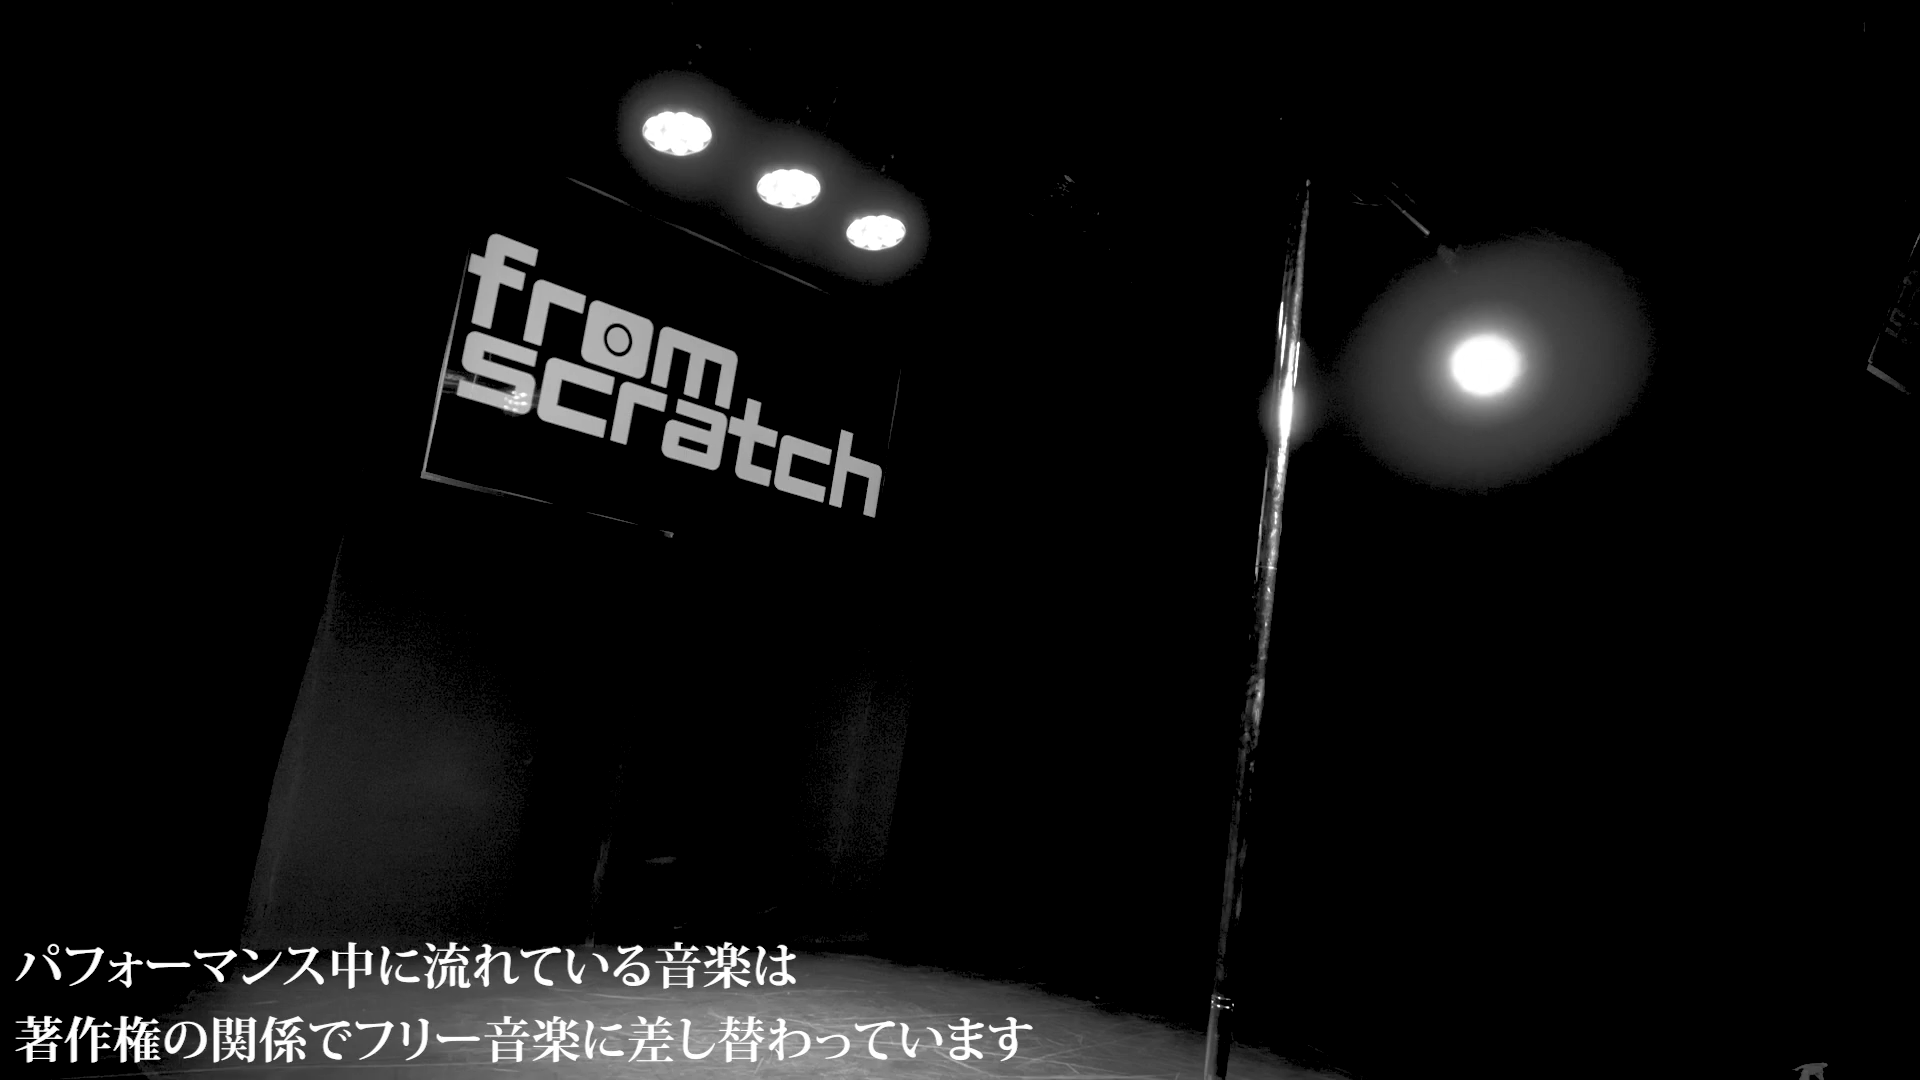 from
scratch
パフォーマンス中に流れている音楽は
著作権の関係でフリー音楽に差し替わっています